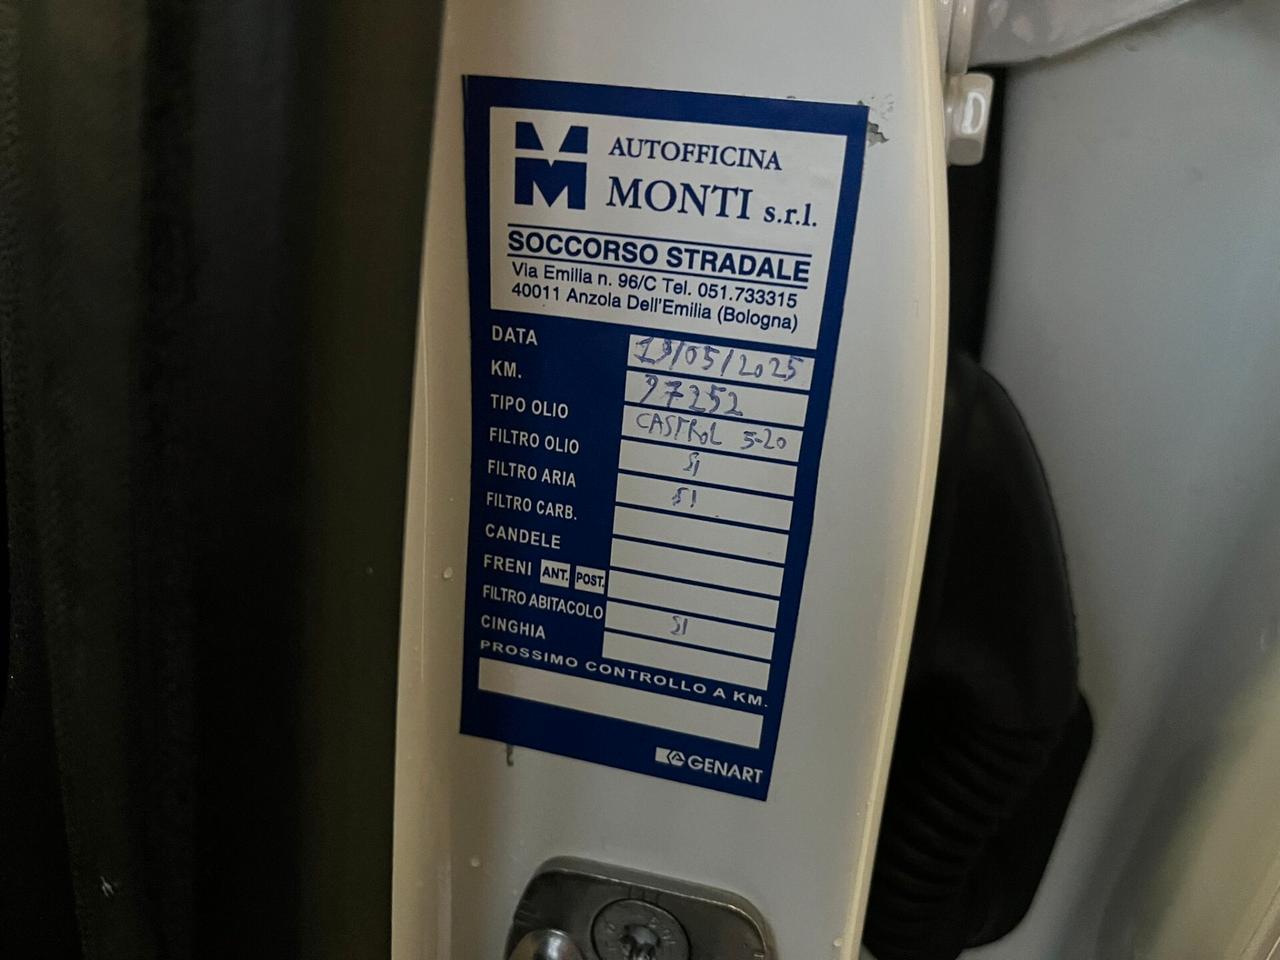 AUTOFFICINA
MONTI s.r.l.
SOCCORSO STRADALE
Via Emilia n. 96/C Tel. 051.733315
40011 Anzola Dell'Emilia (Bologna)
DATA 19/05/2025
KM. 97252
TIPO OLIO CASTROL 5-20
FILTRO OLIO SI
FILTRO ARIA SI
FILTRO CARB.
CANDELE
FRENI ANT. POST.
FILTRO ABITACOLO SI
CINGHIA
PROSSIMO CONTROLLO A KM.
GENART